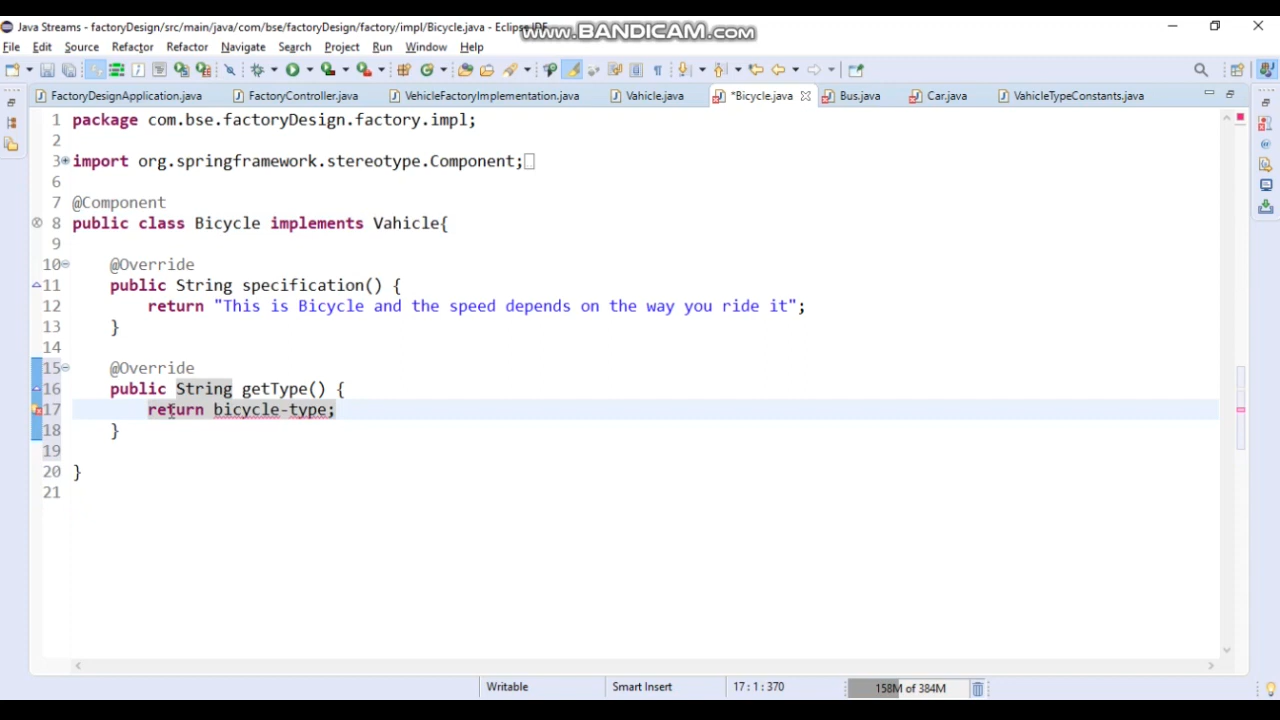 Java Streams - factoryDesign/src/main/java/com/bse/factoryDesign/factory/impl/Bicycle.java - Eclipse IDE
www.BANDICAM.com
File Edit Source Refactor Refactor Navigate Search Project Run Window Help
FactoryDesignApplication.java FactoryController.java VehicleFactoryImplementation.java Vahicle.java *Bicycle.java Bus.java Car.java VahicleTypeConstants.java
1 package com.bse.factoryDesign.factory.impl;
2
3 import org.springframework.stereotype.Component;
6
7 @Component
8 public class Bicycle implements Vahicle{
9
10 @Override
11 public String specification() {
12 return "This is Bicycle and the speed depends on the way you ride it";
13 }
14
15 @Override
16 public String getType() {
17 return bicycle-type;
18 }
19
20 }
21
Writable Smart Insert 17 : 1 : 370 158M of 384M